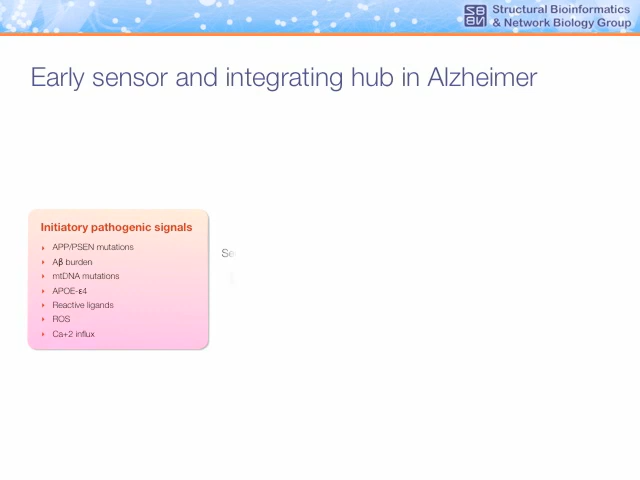 Structural Bioinformatics
& Network Biology Group
Early sensor and integrating hub in Alzheimer
Initiatory pathogenic signals
APP/PSEN mutations
Aβ burden
mtDNA mutations
APOE-ε4
Reactive ligands
ROS
Ca+2 influx